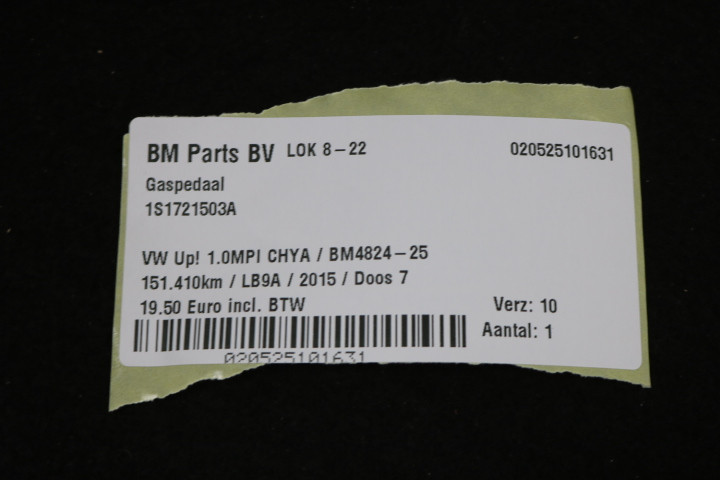 BM Parts BV LOK 8-22 020525101631
Gaspedaal
1S1721503A
VW Up! 1.0MPI CHYA / BM4824-25
151.410km / LB9A / 2015 / Doos 7
19.50 Euro incl. BTW Verz: 10
Aantal: 1
020525101631